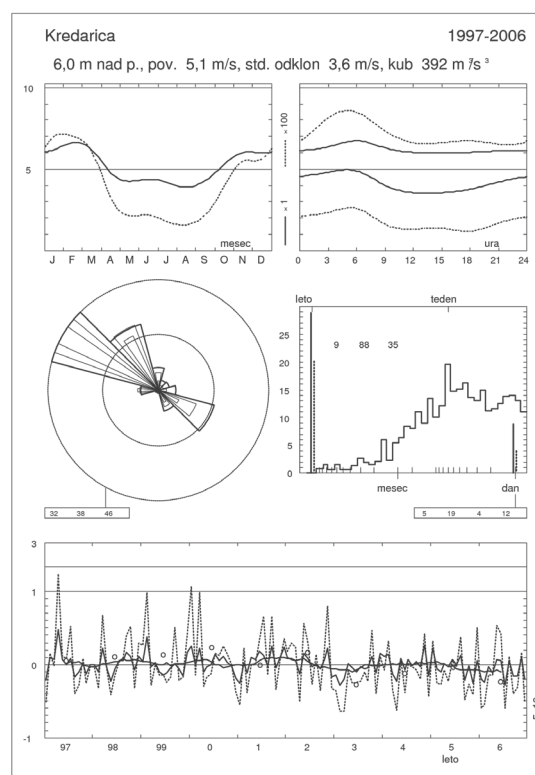 Kredarica 1997-2006
6,0 m nad p., pov. 5,1 m/s, std. odklon 3,6 m/s, kub 392 m ³/s ³
10
5
x 100
x 1
mesec
ura
J F M A M J J A S O N D
0 3 6 9 12 15 18 21 24
leto teden
25
20
15
10
5
0
9 88 35
mesec dan
32 38 46
5 19 4 12
3
1
0
-1
97 98 99 0 1 2 3 4 5 6
leto